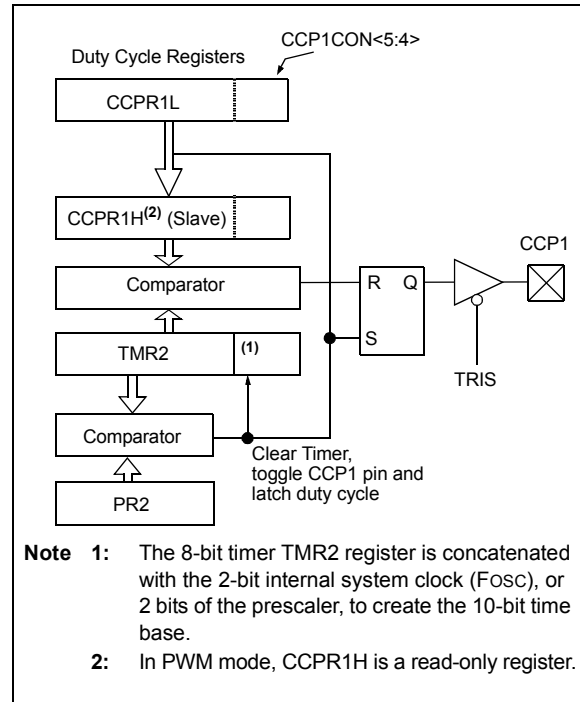 CCP1CON<5:4>
Duty Cycle Registers
CCPR1L
CCPR1H(2) (Slave)
CCP1
Comparator
R Q
TMR2
(1)
S
TRIS
Comparator
Clear Timer,
toggle CCP1 pin and
latch duty cycle
PR2
Note 1: The 8-bit timer TMR2 register is concatenated
with the 2-bit internal system clock (FOSC), or
2 bits of the prescaler, to create the 10-bit time
base.
2: In PWM mode, CCPR1H is a read-only register.